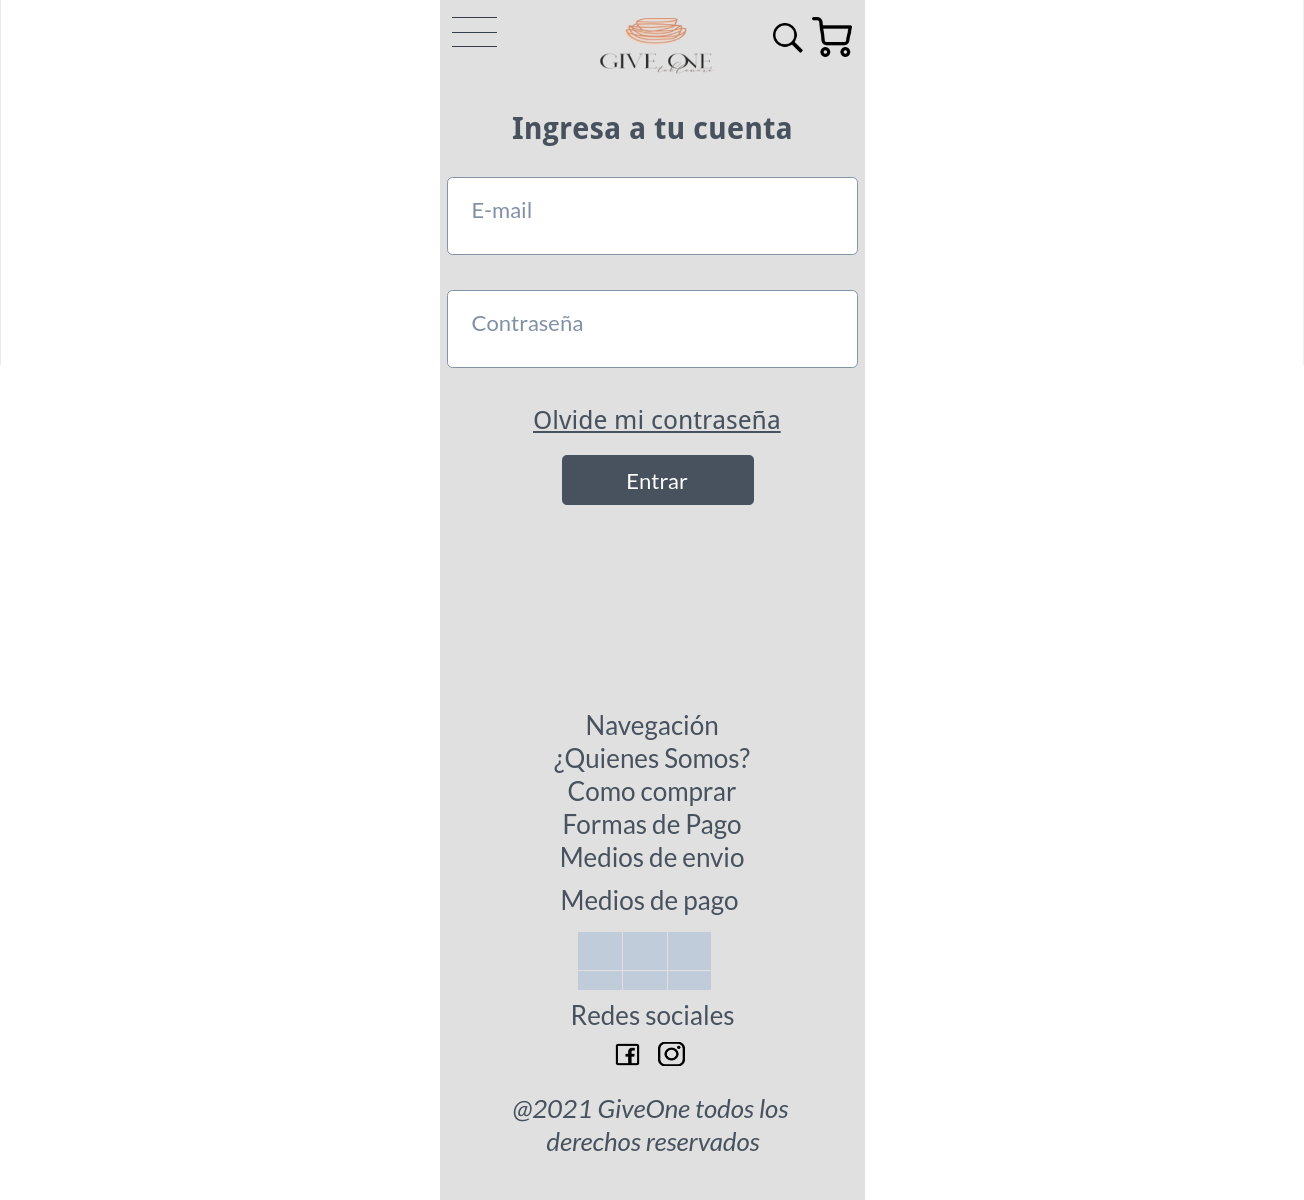 GIVE ONE
Ingresa a tu cuenta
E-mail
Contraseña
Olvide mi contraseña
Entrar
Navegación
¿Quienes Somos?
Como comprar
Formas de Pago
Medios de envio
Medios de pago
Redes sociales
@2021 GiveOne todos los
derechos reservados